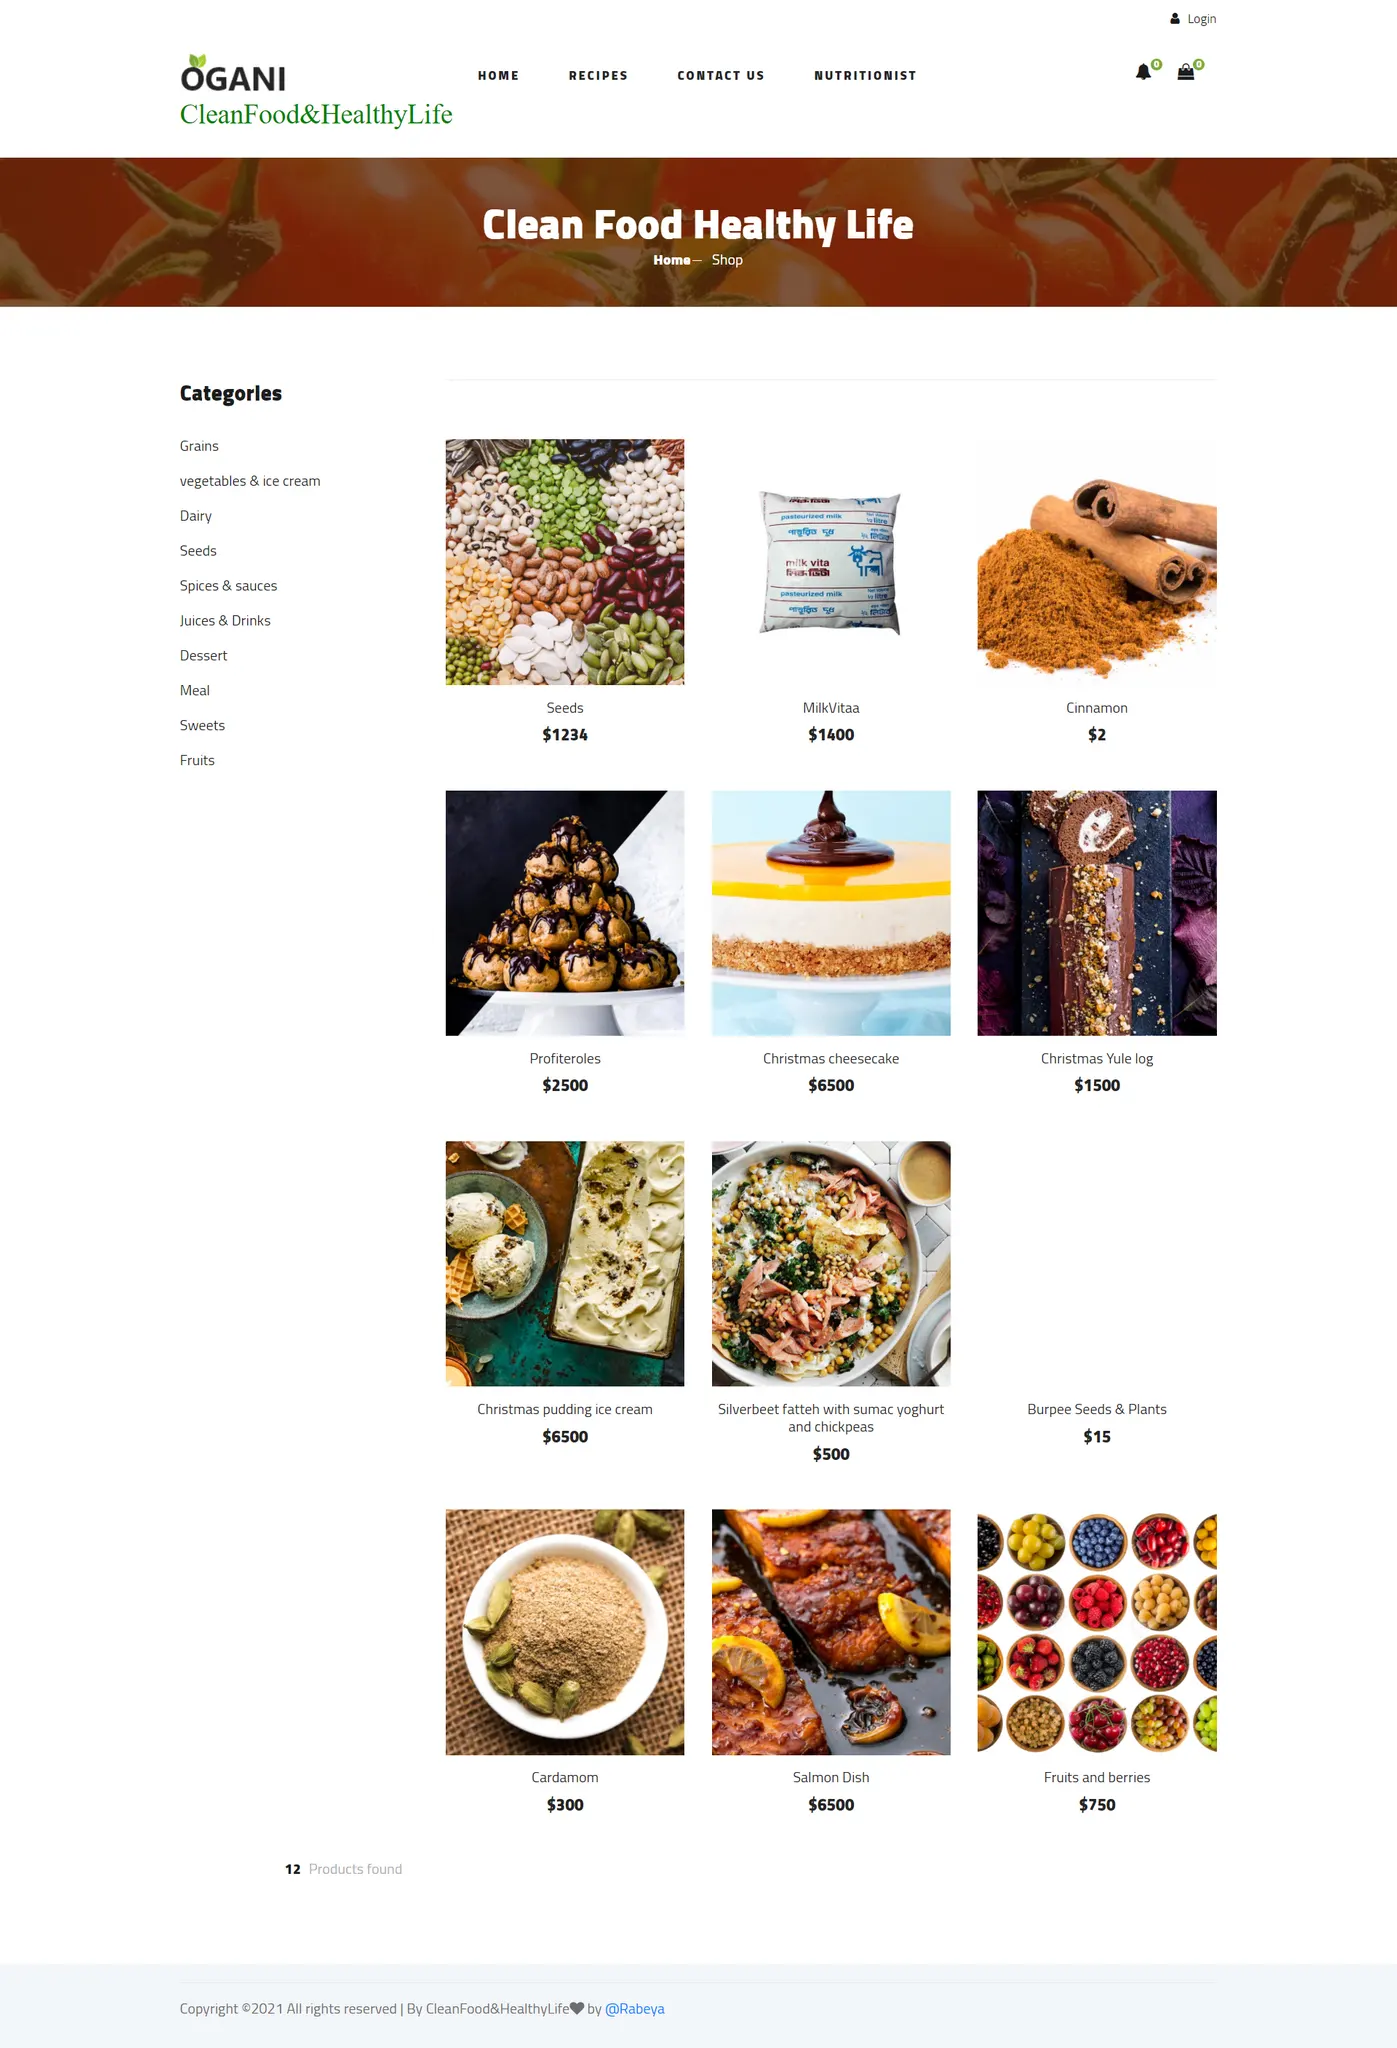 Login
OGANI
CleanFood&HealthyLife
HOME
RECIPES
CONTACT US
NUTRITIONIST
0
0
Clean Food Healthy Life
Home – Shop
Categories
Grains
vegetables & ice cream
Dairy
Seeds
Spices & sauces
Juices & Drinks
Dessert
Meal
Sweets
Fruits
pasteurized milk
milk vita
pasteurized milk
Seeds
$1234
MilkVitaa
$1400
Cinnamon
$2
Profiteroles
$2500
Christmas cheesecake
$6500
Christmas Yule log
$1500
Christmas pudding ice cream
$6500
Silverbeet fatteh with sumac yoghurt
and chickpeas
$500
Burpee Seeds & Plants
$15
Cardamom
$300
Salmon Dish
$6500
Fruits and berries
$750
12 Products found
Copyright ©2021 All rights reserved | By CleanFood&HealthyLife♥ by @Rabeya